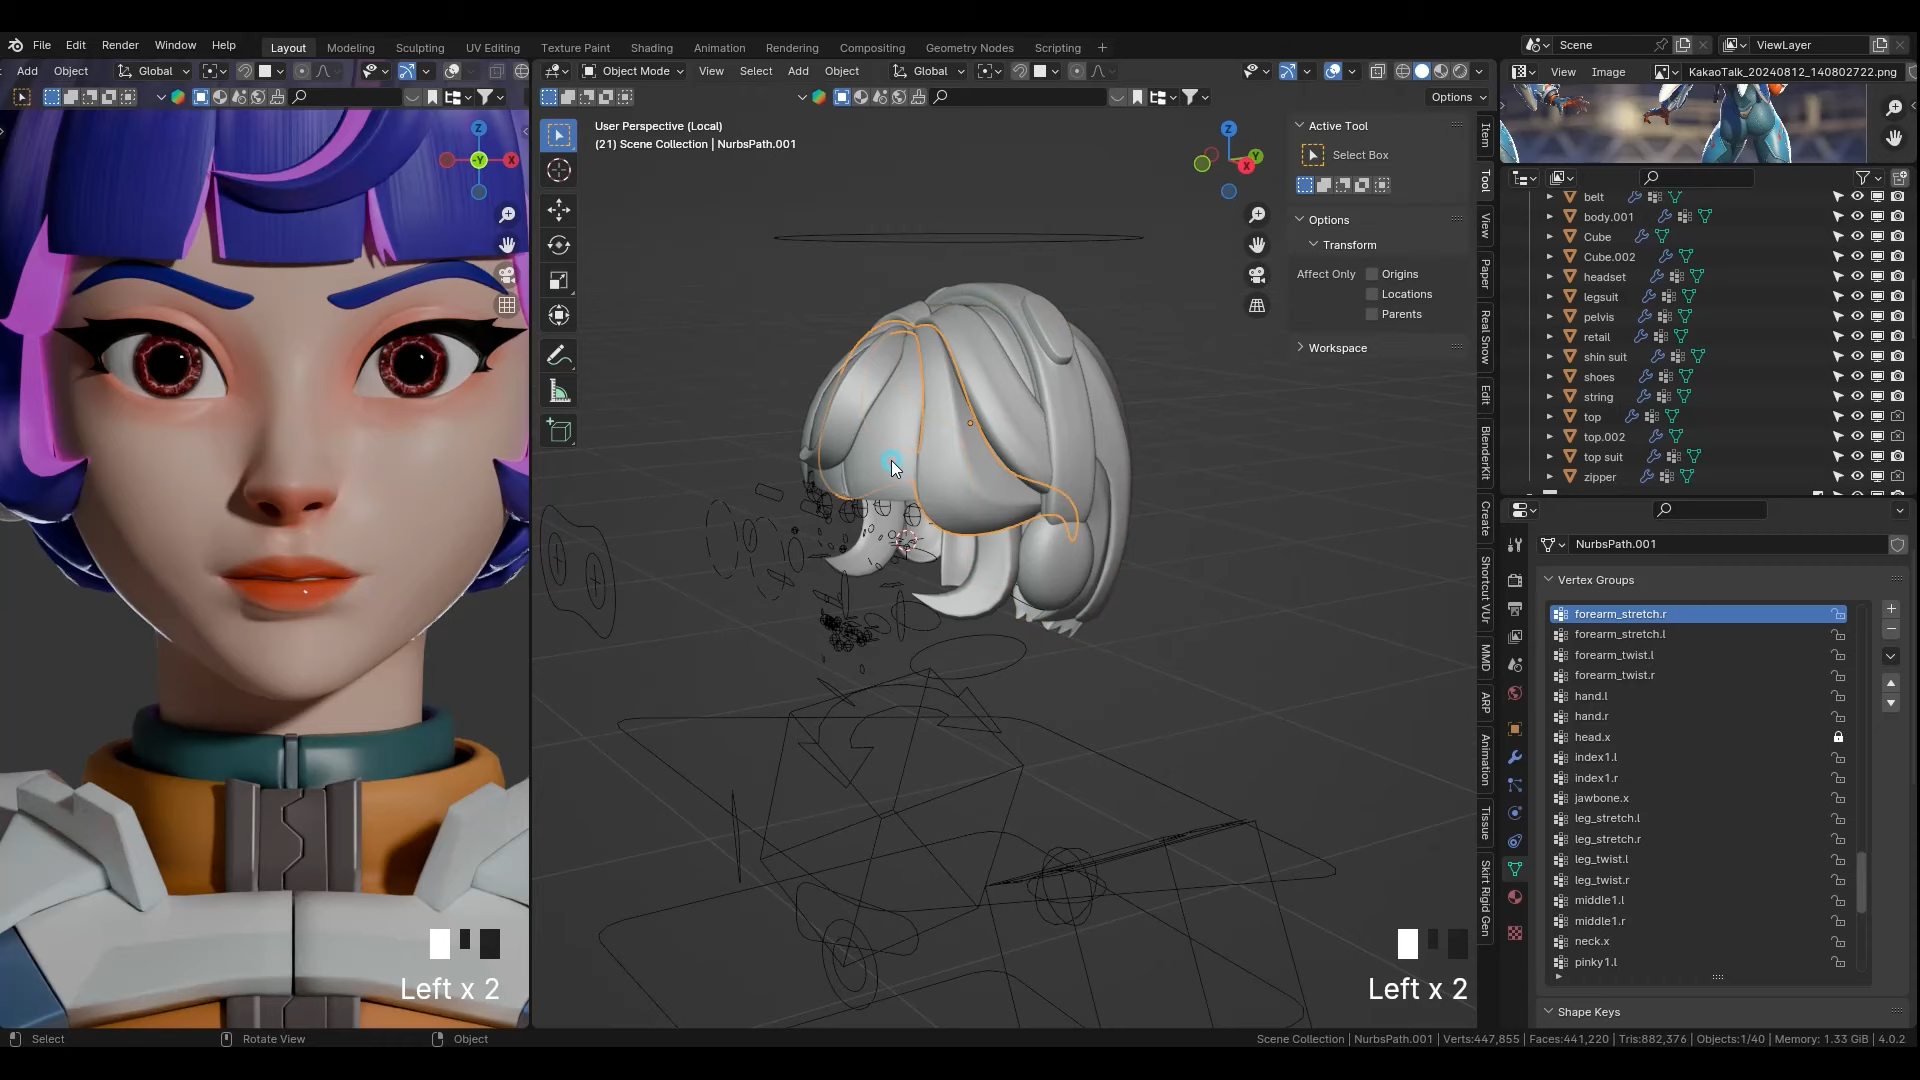 File Edit Render Window Help Layout Modeling Sculpting UV Editing Texture Paint Shading Animation Rendering Compositing Geometry Nodes Scripting + Scene ViewLayer
Add Object Global Object Mode View Select Add Object Global View Image KakaoTalk_20240812_140802722.png
Options
User Perspective (Local)
(21) Scene Collection | NurbsPath.001
Z
X
-Y
Z
Y
X
Active Tool
Select Box
Options
Transform
Affect Only Origins
Locations
Parents
Workspace
Item
Tool
View
Paper
Real Snow
Edit
BlenderKit
Create
Shortcut VUr
MMD
ARP
Animation
Tissue
Skirt Rigid Gen
belt
body.001
Cube
Cube.002
headset
legsuit
pelvis
retail
shin suit
shoes
string
top
top.002
top suit
zipper
NurbsPath.001
Vertex Groups
forearm_stretch.r
forearm_stretch.l
forearm_twist.l
forearm_twist.r
hand.l
hand.r
head.x
index1.l
index1.r
jawbone.x
leg_stretch.l
leg_stretch.r
leg_twist.l
leg_twist.r
middle1.l
middle1.r
neck.x
pinky1.l
Shape Keys
Left x 2
Left x 2
Select Rotate View Object Scene Collection | NurbsPath.001 | Verts:447,855 | Faces:441,220 | Tris:882,376 | Objects:1/40 | Memory: 1.33 GiB | 4.0.2